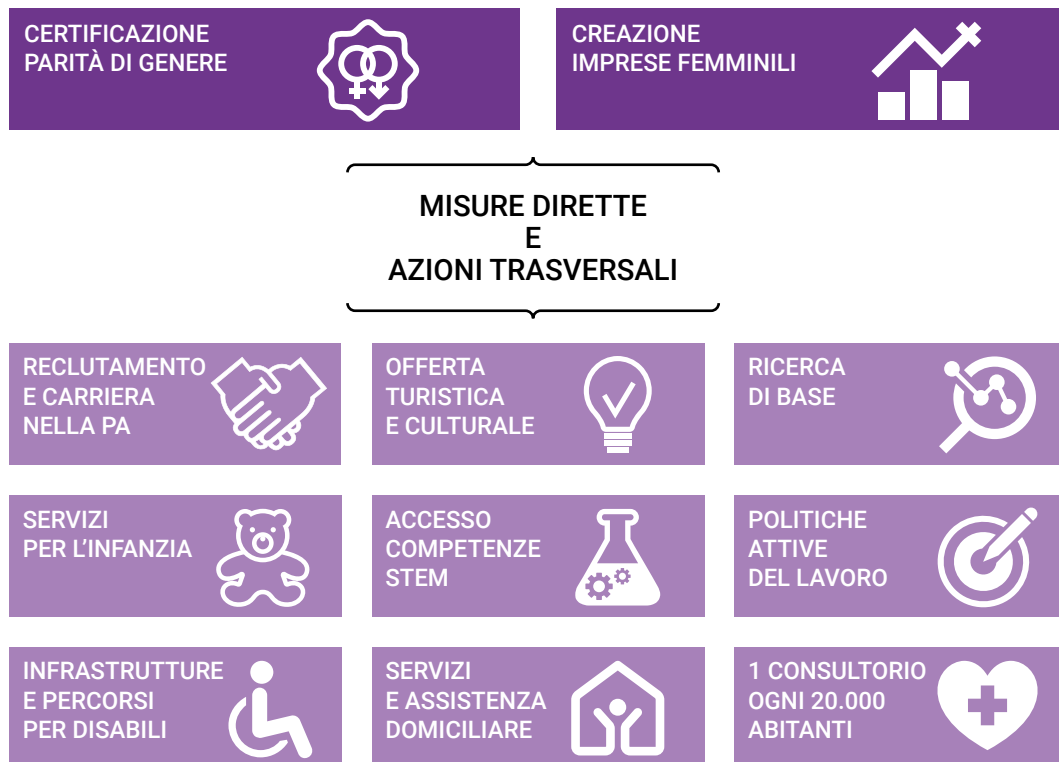 CERTIFICAZIONE
PARITÀ DI GENERE
CREAZIONE
IMPRESE FEMMINILI
MISURE DIRETTE
E
AZIONI TRASVERSALI
RECLUTAMENTO
E CARRIERA
NELLA PA
OFFERTA
TURISTICA
E CULTURALE
RICERCA
DI BASE
SERVIZI
PER L'INFANZIA
ACCESSO
COMPETENZE
STEM
POLITICHE
ATTIVE
DEL LAVORO
INFRASTRUTTURE
E PERCORSI
PER DISABILI
SERVIZI
E ASSISTENZA
DOMICILIARE
1 CONSULTORIO
OGNI 20.000
ABITANTI